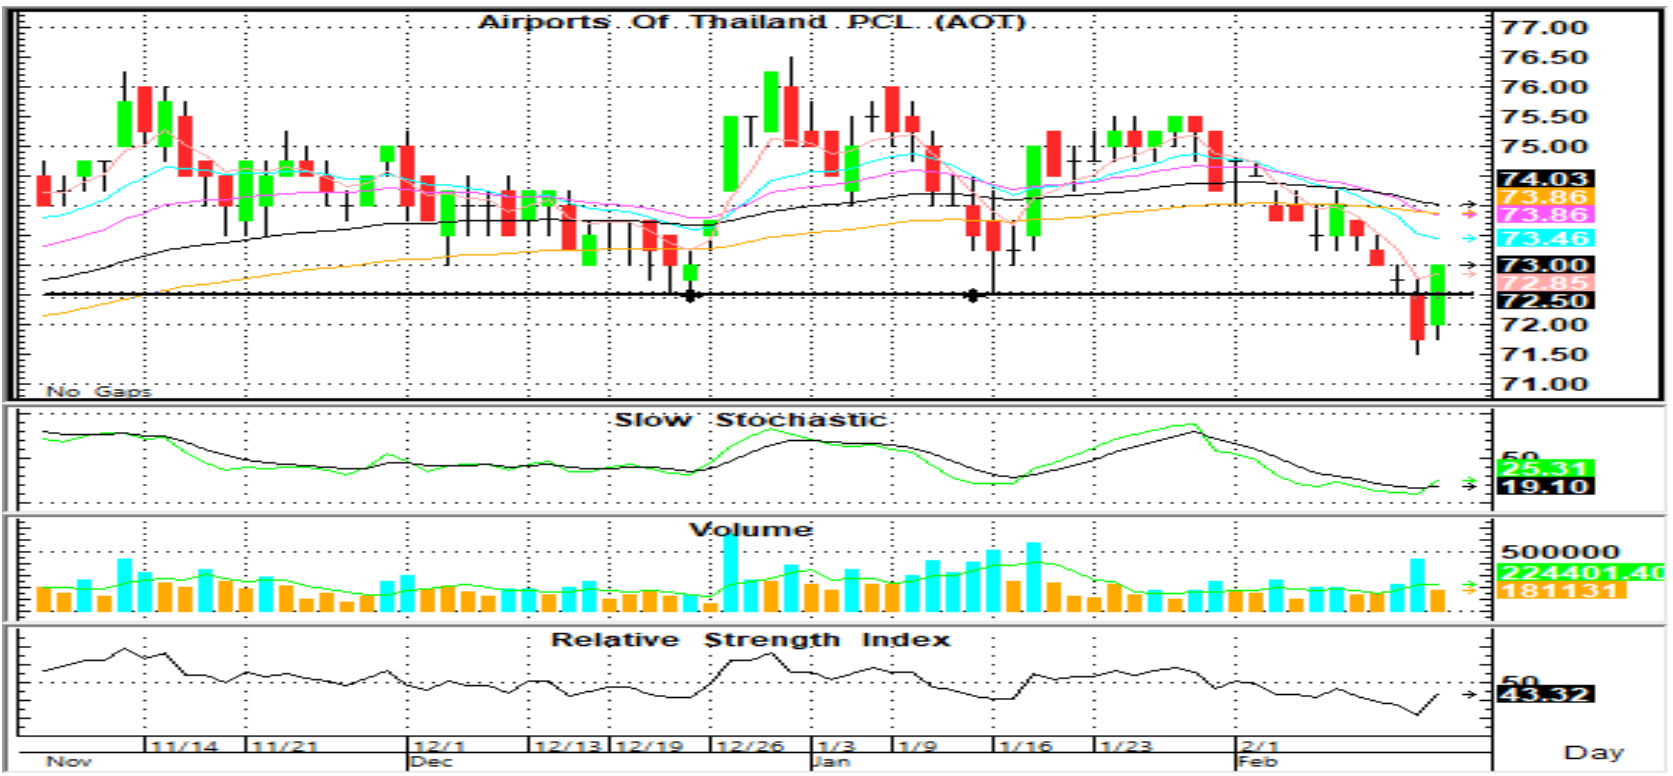 Airports Of Thailand PCL (AOT)
77.00
76.50
76.00
75.50
75.00
74.03
73.86
73.86
73.46
73.00
72.85
72.50
72.00
71.50
71.00
No Gaps
Slow Stochastic
50
25.31
19.10
Volume
500000
224401.40
181131
Relative Strength Index
50
43.32
11/14 11/21 12/1 12/13 12/19 12/26 1/3 1/9 1/16 1/23 2/1
Nov Dec Jan Feb
Day